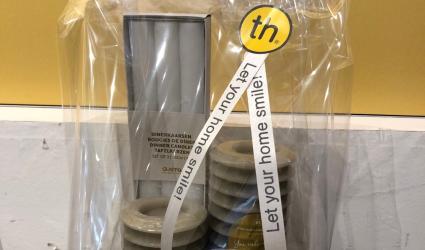 th
Let your home smile!
Let your home smile!
DINERKAARSEN
BOUGIES DE DINER
DINNER CANDLES
TAFELKERZEN